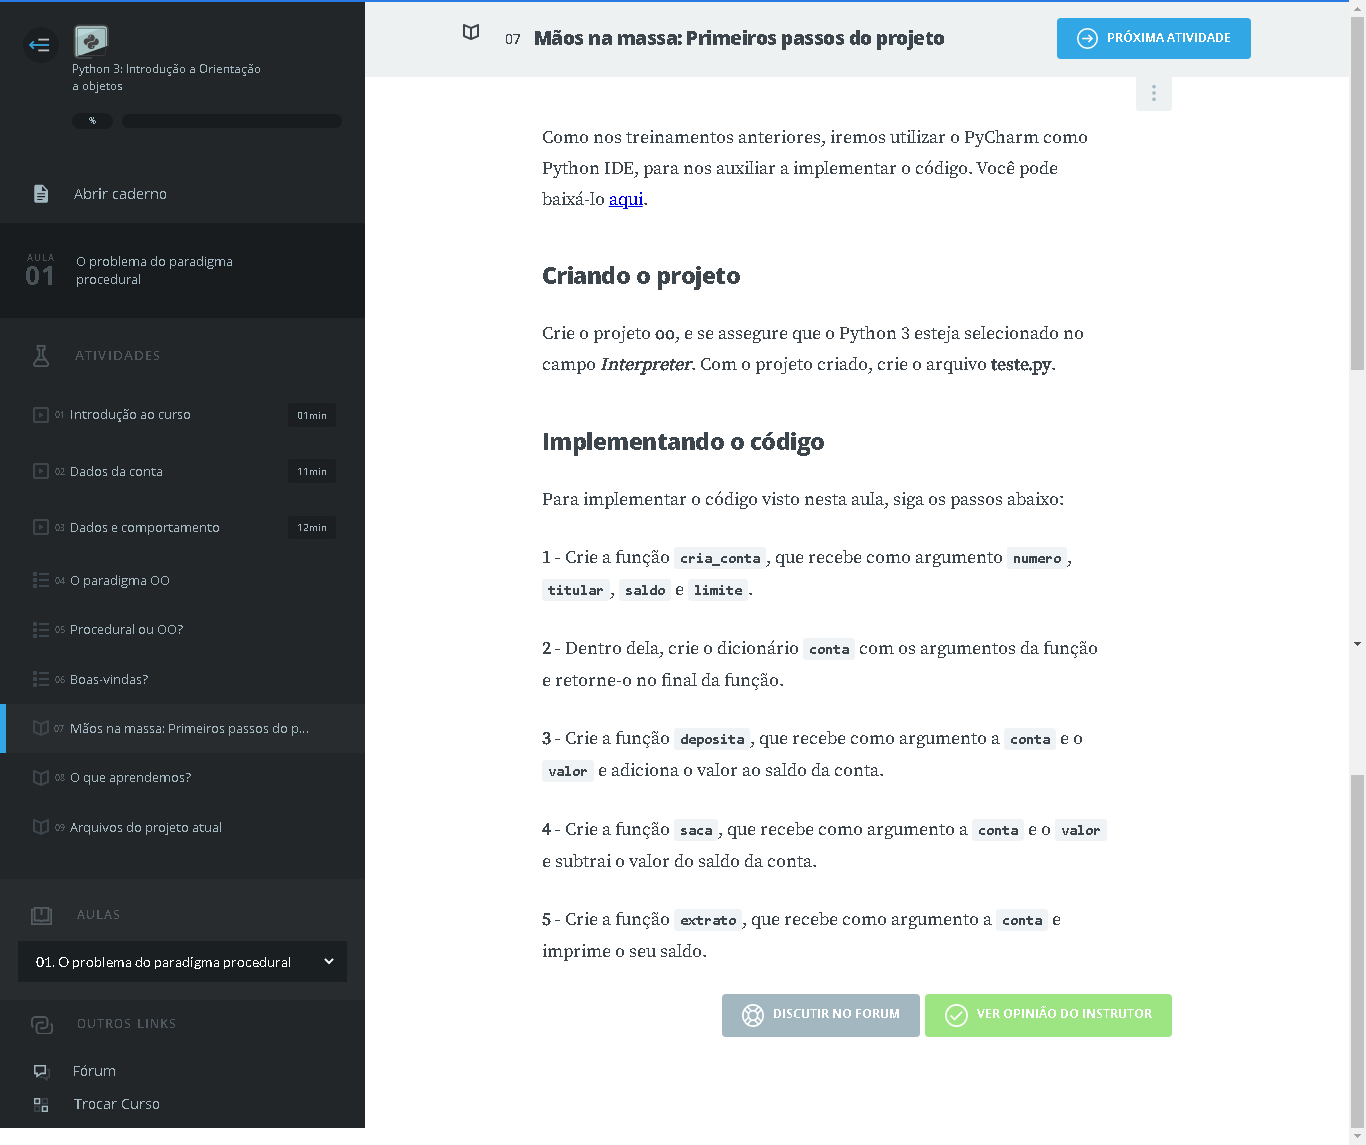 Python 3: Introdução a Orientação
a objetos
%
Abrir caderno
AULA
01
O problema do paradigma
procedural
ATIVIDADES
01 Introdução ao curso 01min
02 Dados da conta 11min
03 Dados e comportamento 12min
04 O paradigma OO
05 Procedural ou OO?
06 Boas-vindas?
07 Mãos na massa: Primeiros passos do p...
08 O que aprendemos?
09 Arquivos do projeto atual
AULAS
01. O problema do paradigma procedural
OUTROS LINKS
Fórum
Trocar Curso
07 Mãos na massa: Primeiros passos do projeto
PRÓXIMA ATIVIDADE
Como nos treinamentos anteriores, iremos utilizar o PyCharm como
Python IDE, para nos auxiliar a implementar o código. Você pode
baixá-lo aqui.
Criando o projeto
Crie o projeto oo, e se assegure que o Python 3 esteja selecionado no
campo Interpreter. Com o projeto criado, crie o arquivo teste.py.
Implementando o código
Para implementar o código visto nesta aula, siga os passos abaixo:
1 - Crie a função cria_conta, que recebe como argumento numero,
titular, saldo e limite.
2 - Dentro dela, crie o dicionário conta com os argumentos da função
e retorne-o no final da função.
3 - Crie a função deposita, que recebe como argumento a conta e o
valor e adiciona o valor ao saldo da conta.
4 - Crie a função saca, que recebe como argumento a conta e o valor
e subtrai o valor do saldo da conta.
5 - Crie a função extrato, que recebe como argumento a conta e
imprime o seu saldo.
DISCUTIR NO FORUM
VER OPINIÃO DO INSTRUTOR